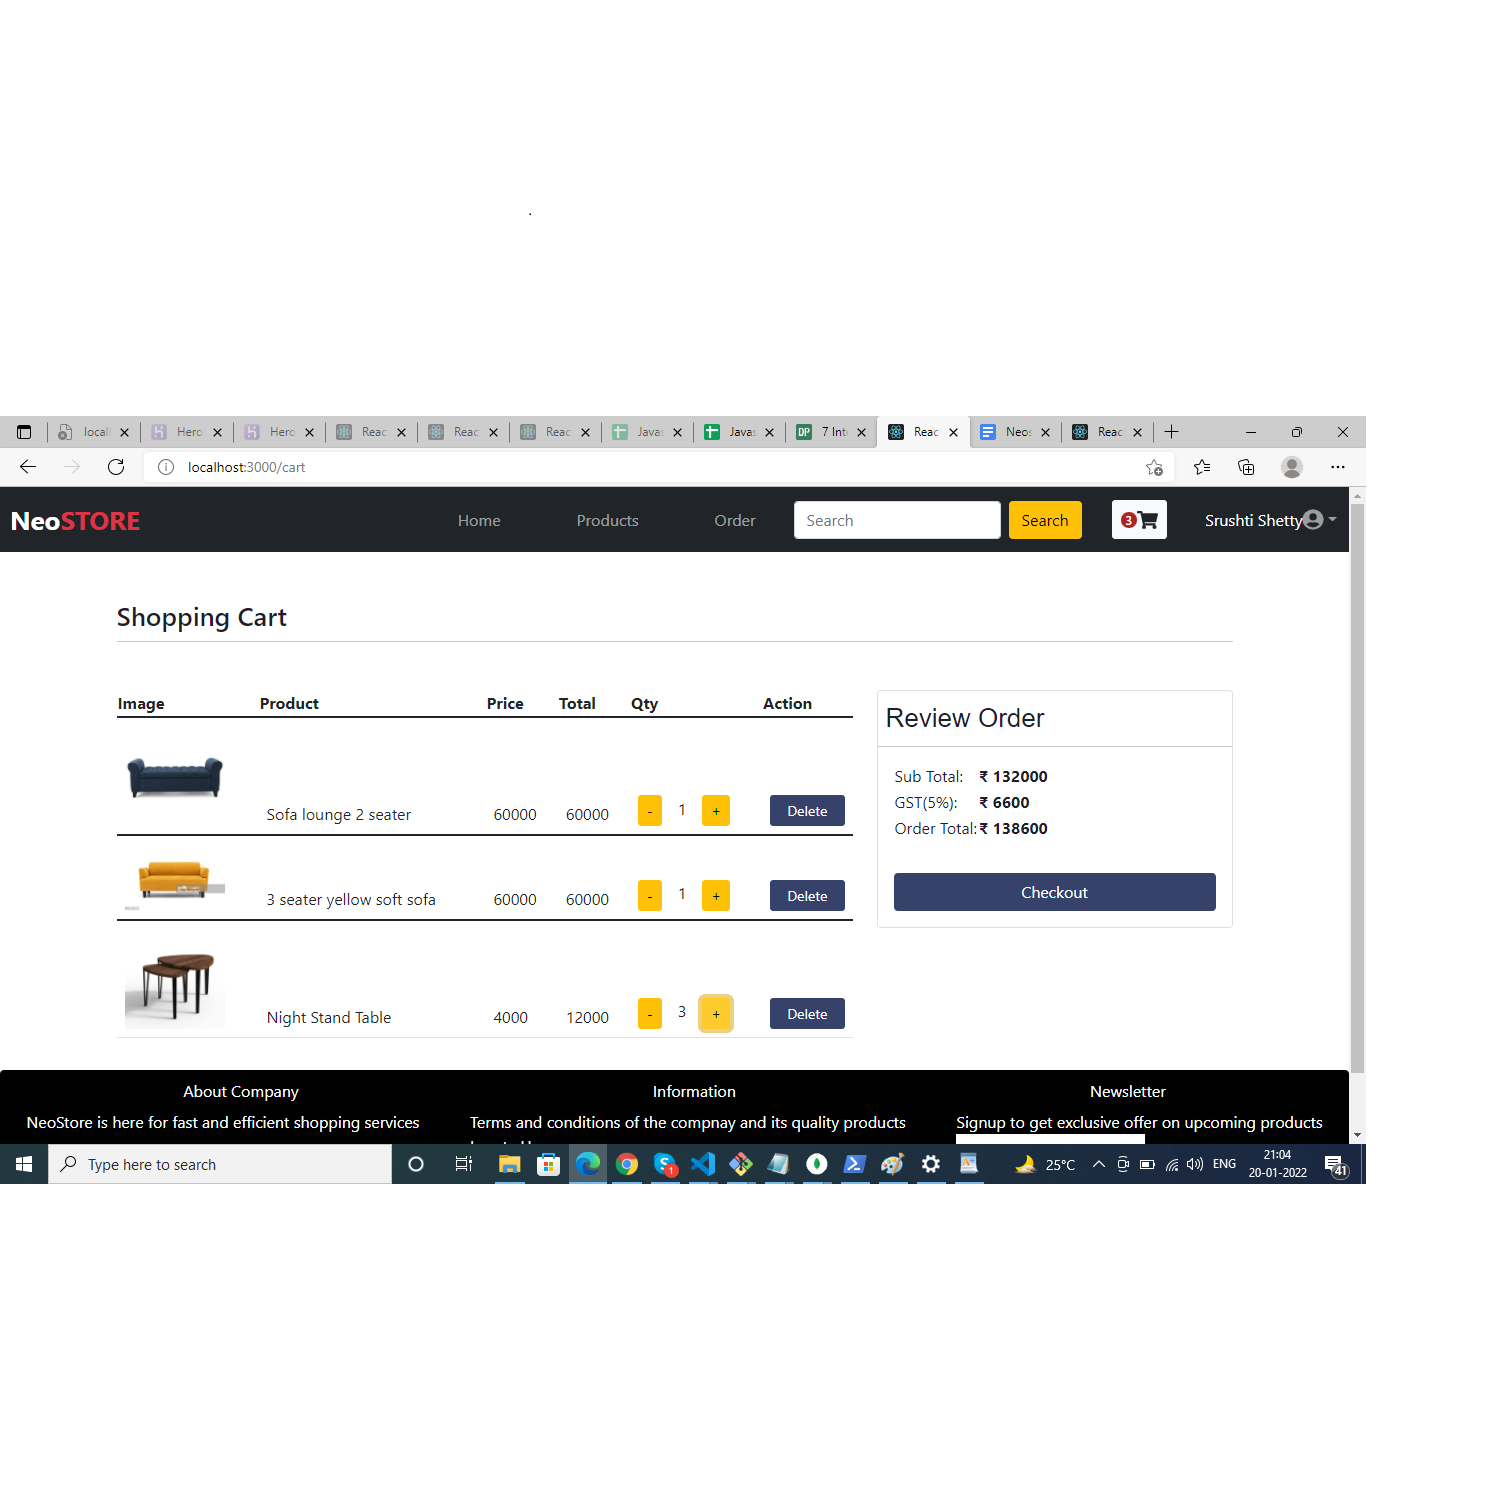 locall
Hero
Hero
Reac
Reac
Reac
Javas
Javas
DP 7 Int
Reac
Neos
Reac
localhost:3000/cart
NeoSTORE
Home
Products
Order
Search
Search
3
Srushti Shetty
Shopping Cart
Image Product Price Total Qty Action
Sofa lounge 2 seater 60000 60000 - 1 + Delete
3 seater yellow soft sofa 60000 60000 - 1 + Delete
Night Stand Table 4000 12000 - 3 + Delete
Review Order
Sub Total: ₹ 132000
GST(5%): ₹ 6600
Order Total: ₹ 138600
Checkout
About Company
NeoStore is here for fast and efficient shopping services
Information
Terms and conditions of the compnay and its quality products
Newsletter
Signup to get exclusive offer on upcoming products
Type here to search
1
25°C
ENG
21:04
20-01-2022
41